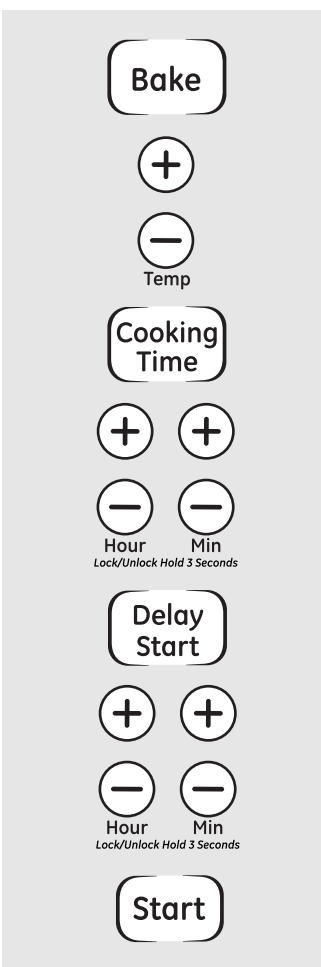 Bake
+
−
Temp
Cooking
Time
+ +
− −
Hour Min
Lock/Unlock Hold 3 Seconds
Delay
Start
+ +
− −
Hour Min
Lock/Unlock Hold 3 Seconds
Start